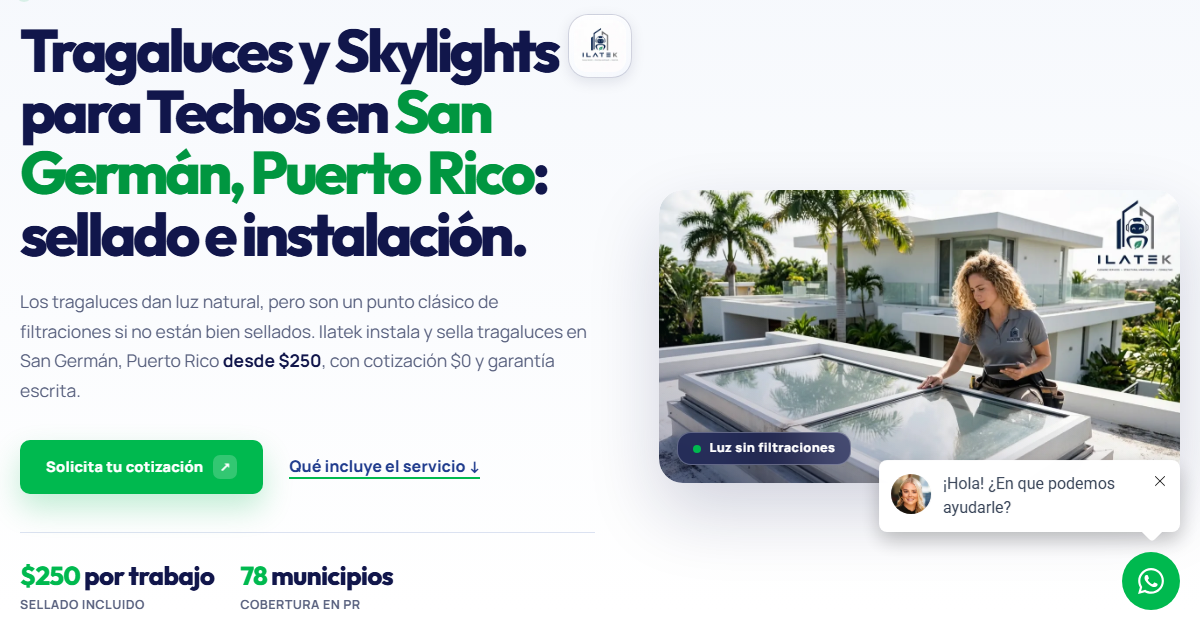 Tragaluces y Skylights
ILATEK
para Techos en San
Germán, Puerto Rico:
sellado e instalación.
Los tragaluces dan luz natural, pero son un punto clásico de
filtraciones si no están bien sellados. Ilatek instala y sella tragaluces en
San Germán, Puerto Rico desde $250, con cotización $0 y garantía
escrita.
Solicita tu cotización ↗
Qué incluye el servicio ↓
$250 por trabajo
SELLADO INCLUIDO
78 municipios
COBERTURA EN PR
ILATEK
Luz sin filtraciones
¡Hola! ¿En que podemos
ayudarle?